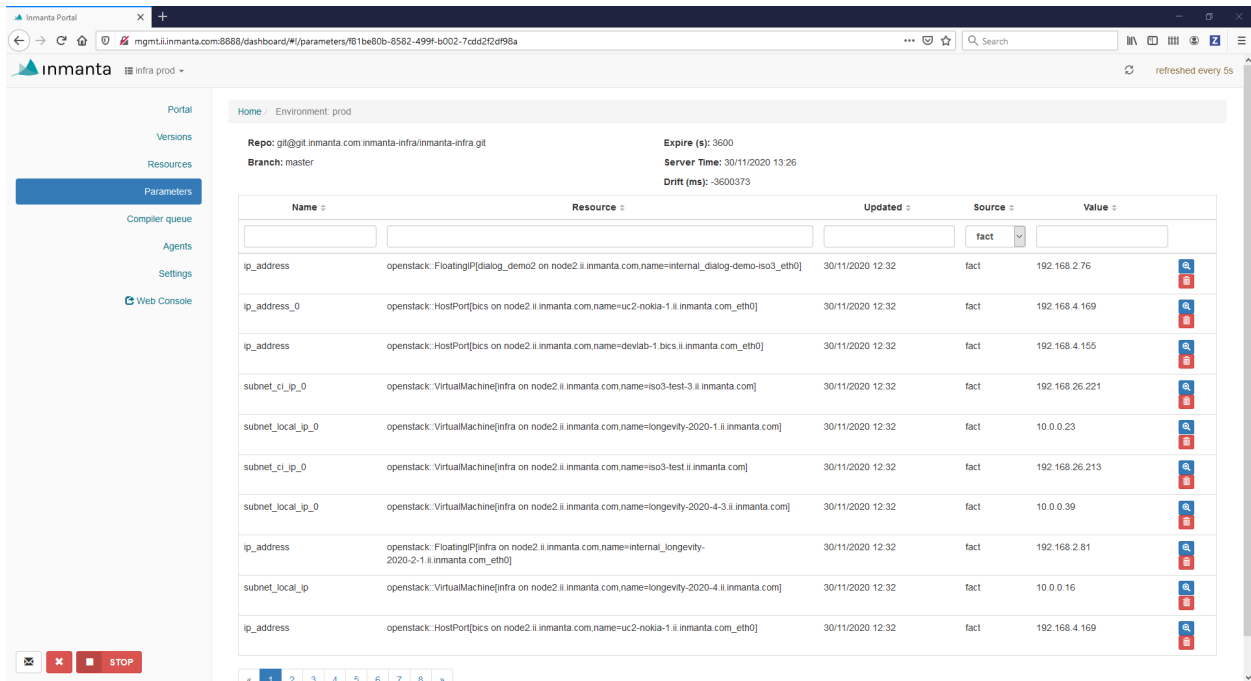 Inmanta Portal
mgmt.ii.inmanta.com:8888/dashboard/#!/parameters/f81be80b-8582-499f-b002-7cdd2f2df98a
Search
inmanta infra prod
refreshed every 5s
Portal
Versions
Resources
Parameters
Compiler queue
Agents
Settings
Web Console
Home / Environment: prod
Repo: git@git.inmanta.com:inmanta-infra/inmanta-infra.git
Branch: master
Expire (s): 3600
Server Time: 30/11/2020 13:26
Drift (ms): -3600373
Name Resource Updated Source Value
fact
ip_address openstack::FloatingIP[dialog_demo2 on node2.ii.inmanta.com,name=internal_dialog-demo-iso3_eth0] 30/11/2020 12:32 fact 192.168.2.76
ip_address_0 openstack::HostPort[bics on node2.ii.inmanta.com,name=uc2-nokia-1.ii.inmanta.com_eth0] 30/11/2020 12:32 fact 192.168.4.169
ip_address openstack::HostPort[bics on node2.ii.inmanta.com,name=devlab-1.bics.ii.inmanta.com_eth0] 30/11/2020 12:32 fact 192.168.4.155
subnet_ci_ip_0 openstack::VirtualMachine[infra on node2.ii.inmanta.com,name=iso3-test-3.ii.inmanta.com] 30/11/2020 12:32 fact 192.168.26.221
subnet_local_ip_0 openstack::VirtualMachine[infra on node2.ii.inmanta.com,name=longevity-2020-1.ii.inmanta.com] 30/11/2020 12:32 fact 10.0.0.23
subnet_ci_ip_0 openstack::VirtualMachine[infra on node2.ii.inmanta.com,name=iso3-test.ii.inmanta.com] 30/11/2020 12:32 fact 192.168.26.213
subnet_local_ip_0 openstack::VirtualMachine[infra on node2.ii.inmanta.com,name=longevity-2020-4-3.ii.inmanta.com] 30/11/2020 12:32 fact 10.0.0.39
ip_address openstack::FloatingIP[infra on node2.ii.inmanta.com,name=internal_longevity- 30/11/2020 12:32 fact 192.168.2.81
2020-2-1.ii.inmanta.com_eth0]
subnet_local_ip openstack::VirtualMachine[infra on node2.ii.inmanta.com,name=longevity-2020-4.ii.inmanta.com] 30/11/2020 12:32 fact 10.0.0.16
ip_address openstack::HostPort[bics on node2.ii.inmanta.com,name=uc2-nokia-1.ii.inmanta.com_eth0] 30/11/2020 12:32 fact 192.168.4.169
STOP
« 1 2 3 4 5 6 7 8 »